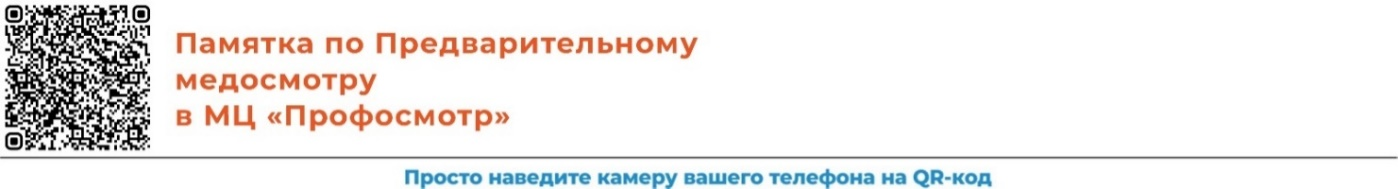 Памятка по Предварительному
медосмотру
в МЦ «Профосмотр»
Просто наведите камеру вашего телефона на QR-код